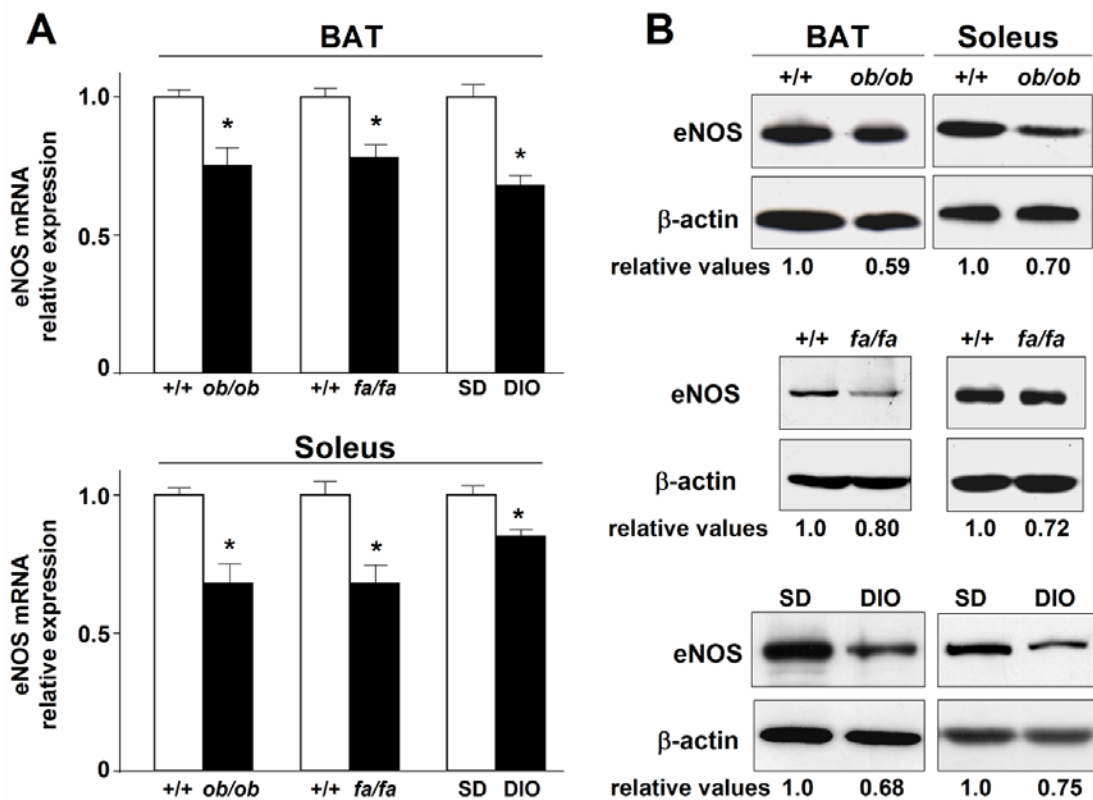 A
BAT
1.0
0.5
0
eNOS mRNA
relative expression
* * *
+/+ ob/ob +/+ fa/fa SD DIO
Soleus
1.0
0.5
0
eNOS mRNA
relative expression
* * *
+/+ ob/ob +/+ fa/fa SD DIO
B
BAT Soleus
+/+ ob/ob +/+ ob/ob
eNOS
β-actin
relative values 1.0 0.59 1.0 0.70
+/+ fa/fa +/+ fa/fa
eNOS
β-actin
relative values 1.0 0.80 1.0 0.72
SD DIO SD DIO
eNOS
β-actin
relative values 1.0 0.68 1.0 0.75